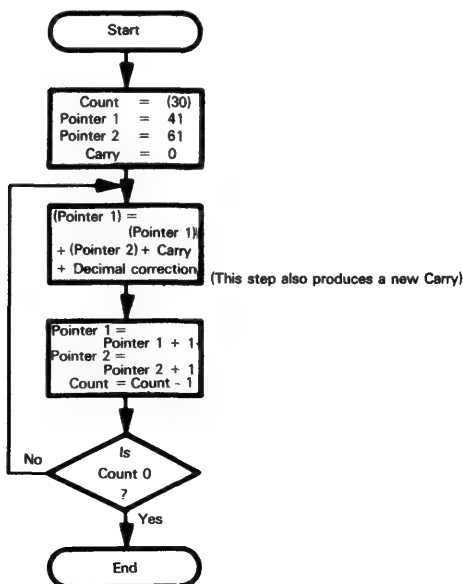 Start
Count = (30)
Pointer 1 = 41
Pointer 2 = 61
Carry = 0
(Pointer 1) =
(Pointer 1)
+ (Pointer 2) + Carry
+ Decimal correction
(This step also produces a new Carry)
Pointer 1 =
Pointer 1 + 1
Pointer 2 =
Pointer 2 + 1
Count = Count - 1
Is
Count 0
?
No
Yes
End